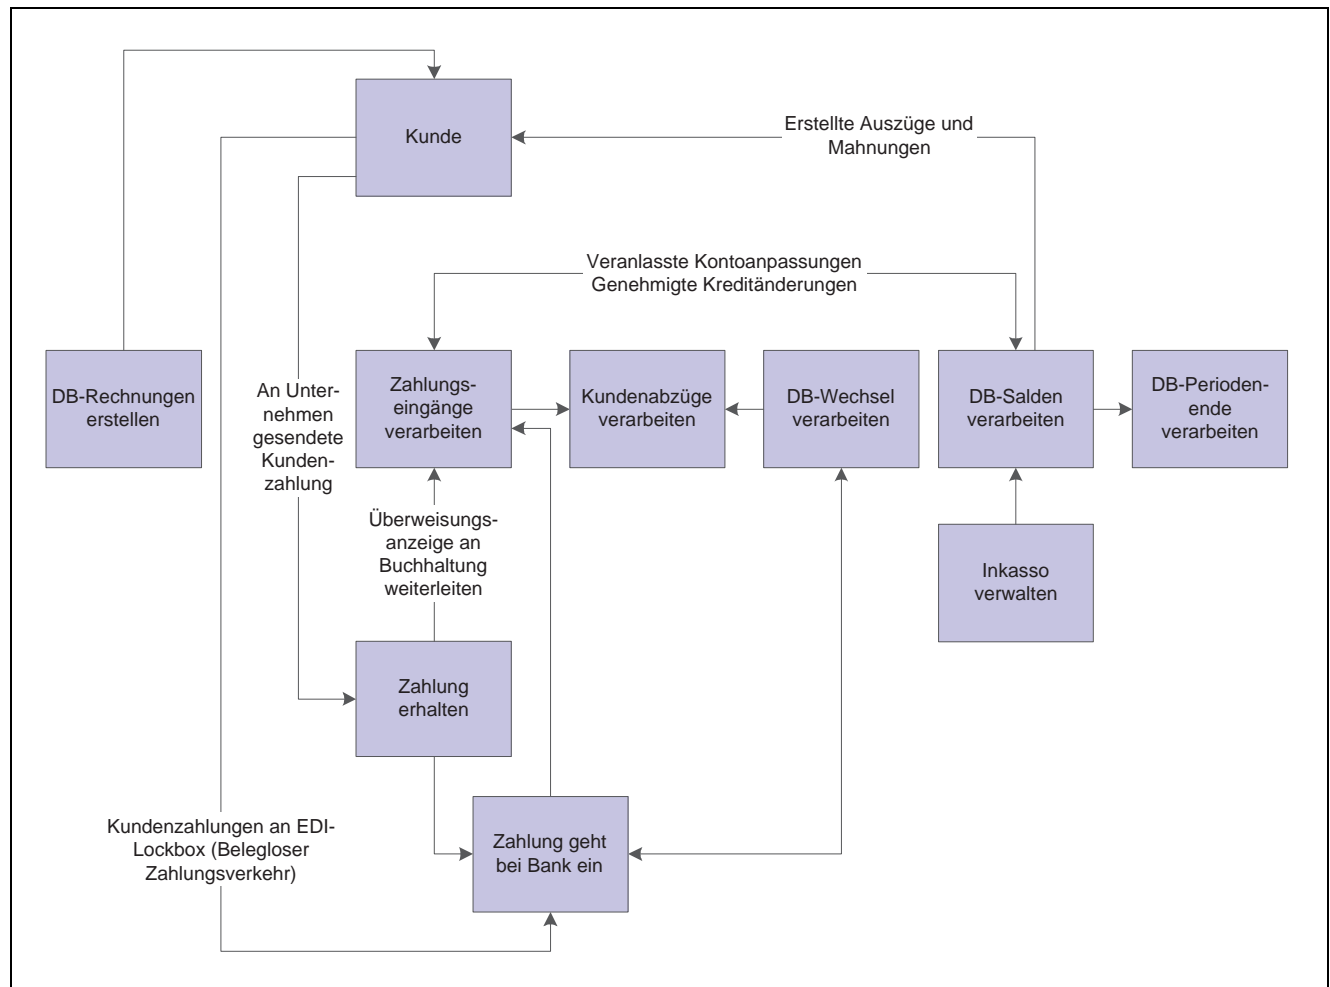 Kunde
Erstellte Auszüge und
Mahnungen
Veranlasste Kontoanpassungen
Genehmigte Kreditänderungen
DB-Rechnungen
erstellen
An Unter-
nehmen
gesendete
Kunden-
zahlung
Zahlungs-
eingänge
verarbeiten
Kundenabzüge
verarbeiten
DB-Wechsel
verarbeiten
DB-Salden
verarbeiten
DB-Perioden-
ende
verarbeiten
Überweisungs-
anzeige an
Buchhaltung
weiterleiten
Inkasso
verwalten
Zahlung
erhalten
Kundenzahlungen an EDI-
Lockbox (Belegloser
Zahlungsverkehr)
Zahlung geht
bei Bank ein